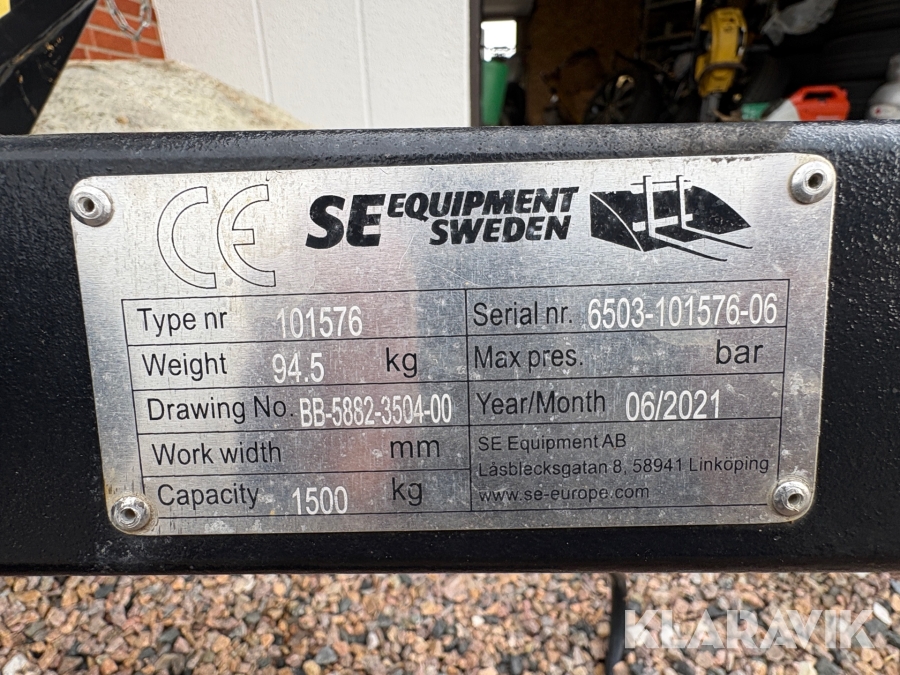 CE
SE EQUIPMENT
SWEDEN
Type nr 101576
Weight 94.5 kg
Drawing No. BB-5882-3504-00
Work width mm
Capacity 1500 kg
Serial nr. 6503-101576-06
Max pres. bar
Year/Month 06/2021
SE Equipment AB
Låsblecksgatan 8, 58941 Linköping
www.se-europe.com
KLARAVIK